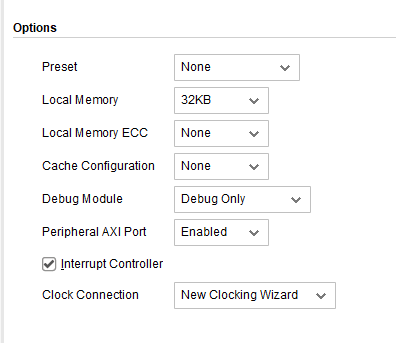 Options
Preset None
Local Memory 32KB
Local Memory ECC None
Cache Configuration None
Debug Module Debug Only
Peripheral AXI Port Enabled
Interrupt Controller
Clock Connection New Clocking Wizard